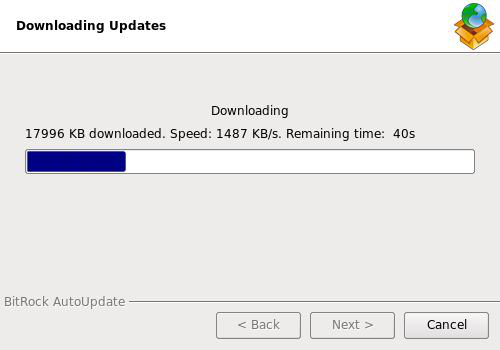 Downloading Updates
Downloading
17996 KB downloaded. Speed: 1487 KB/s. Remaining time:  40s
BitRock AutoUpdate
< Back
Next >
Cancel